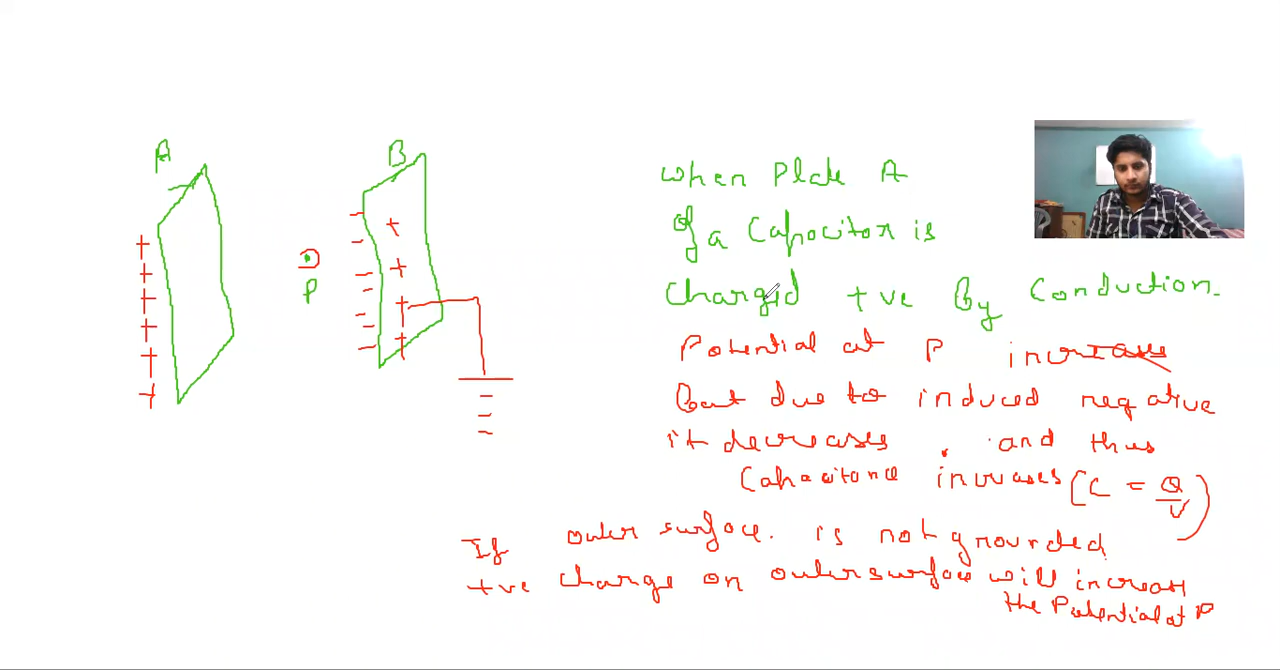 A
B
P
when Plate A
of a Capacitor is
Charged +ve By Conduction.
Potential at P increases
But due to induced negative
it decreases . and thus
Capacitance increases (C = Q/V)
If outer surface. is not grounded
+ve charge on outer surface will increase
the Potential at P